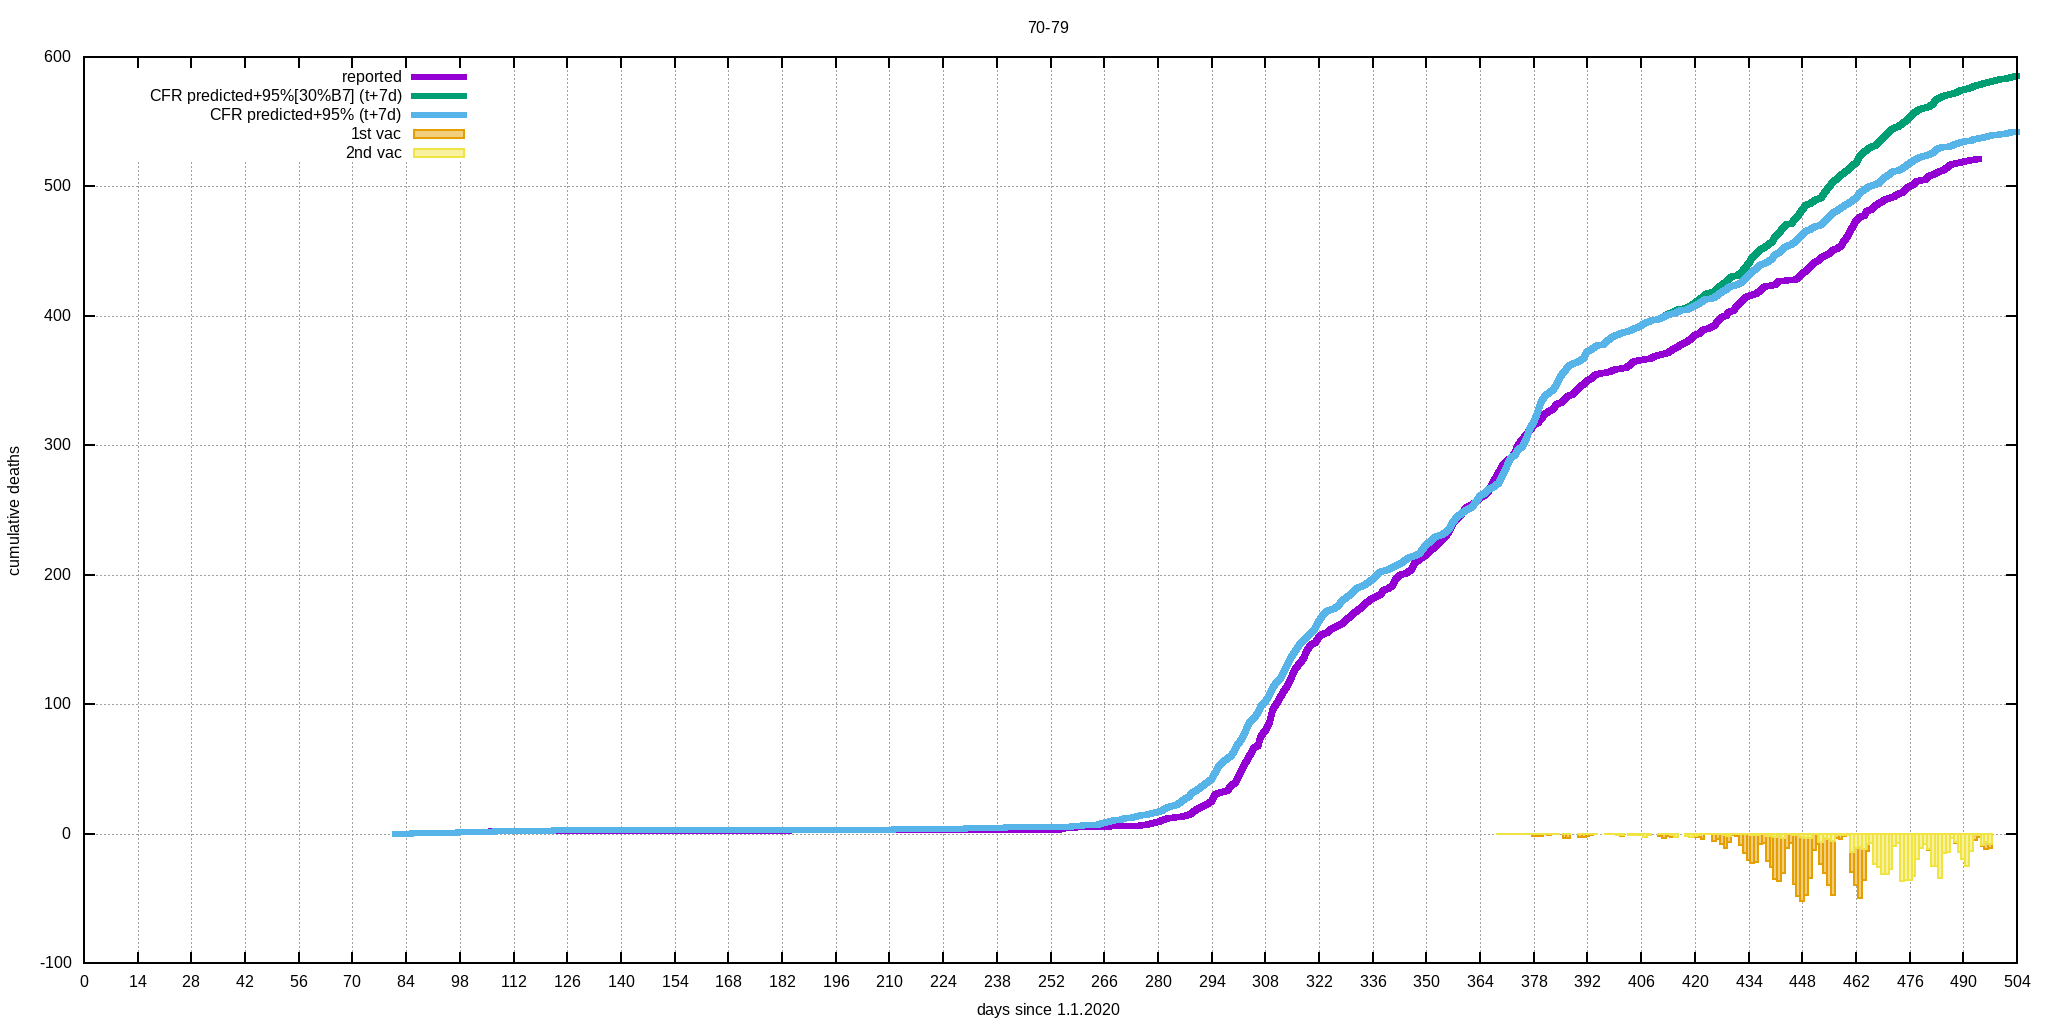 70-79
600
reported
CFR predicted+95%[30%B7] (t+7d)
CFR predicted+95% (t+7d)
1st vac
2nd vac
500
400
300
200
100
0
-100
cumulative deaths
0 14 28 42 56 70 84 98 112 126 140 154 168 182 196 210 224 238 252 266 280 294 308 322 336 350 364 378 392 406 420 434 448 462 476 490 504
days since 1.1.2020